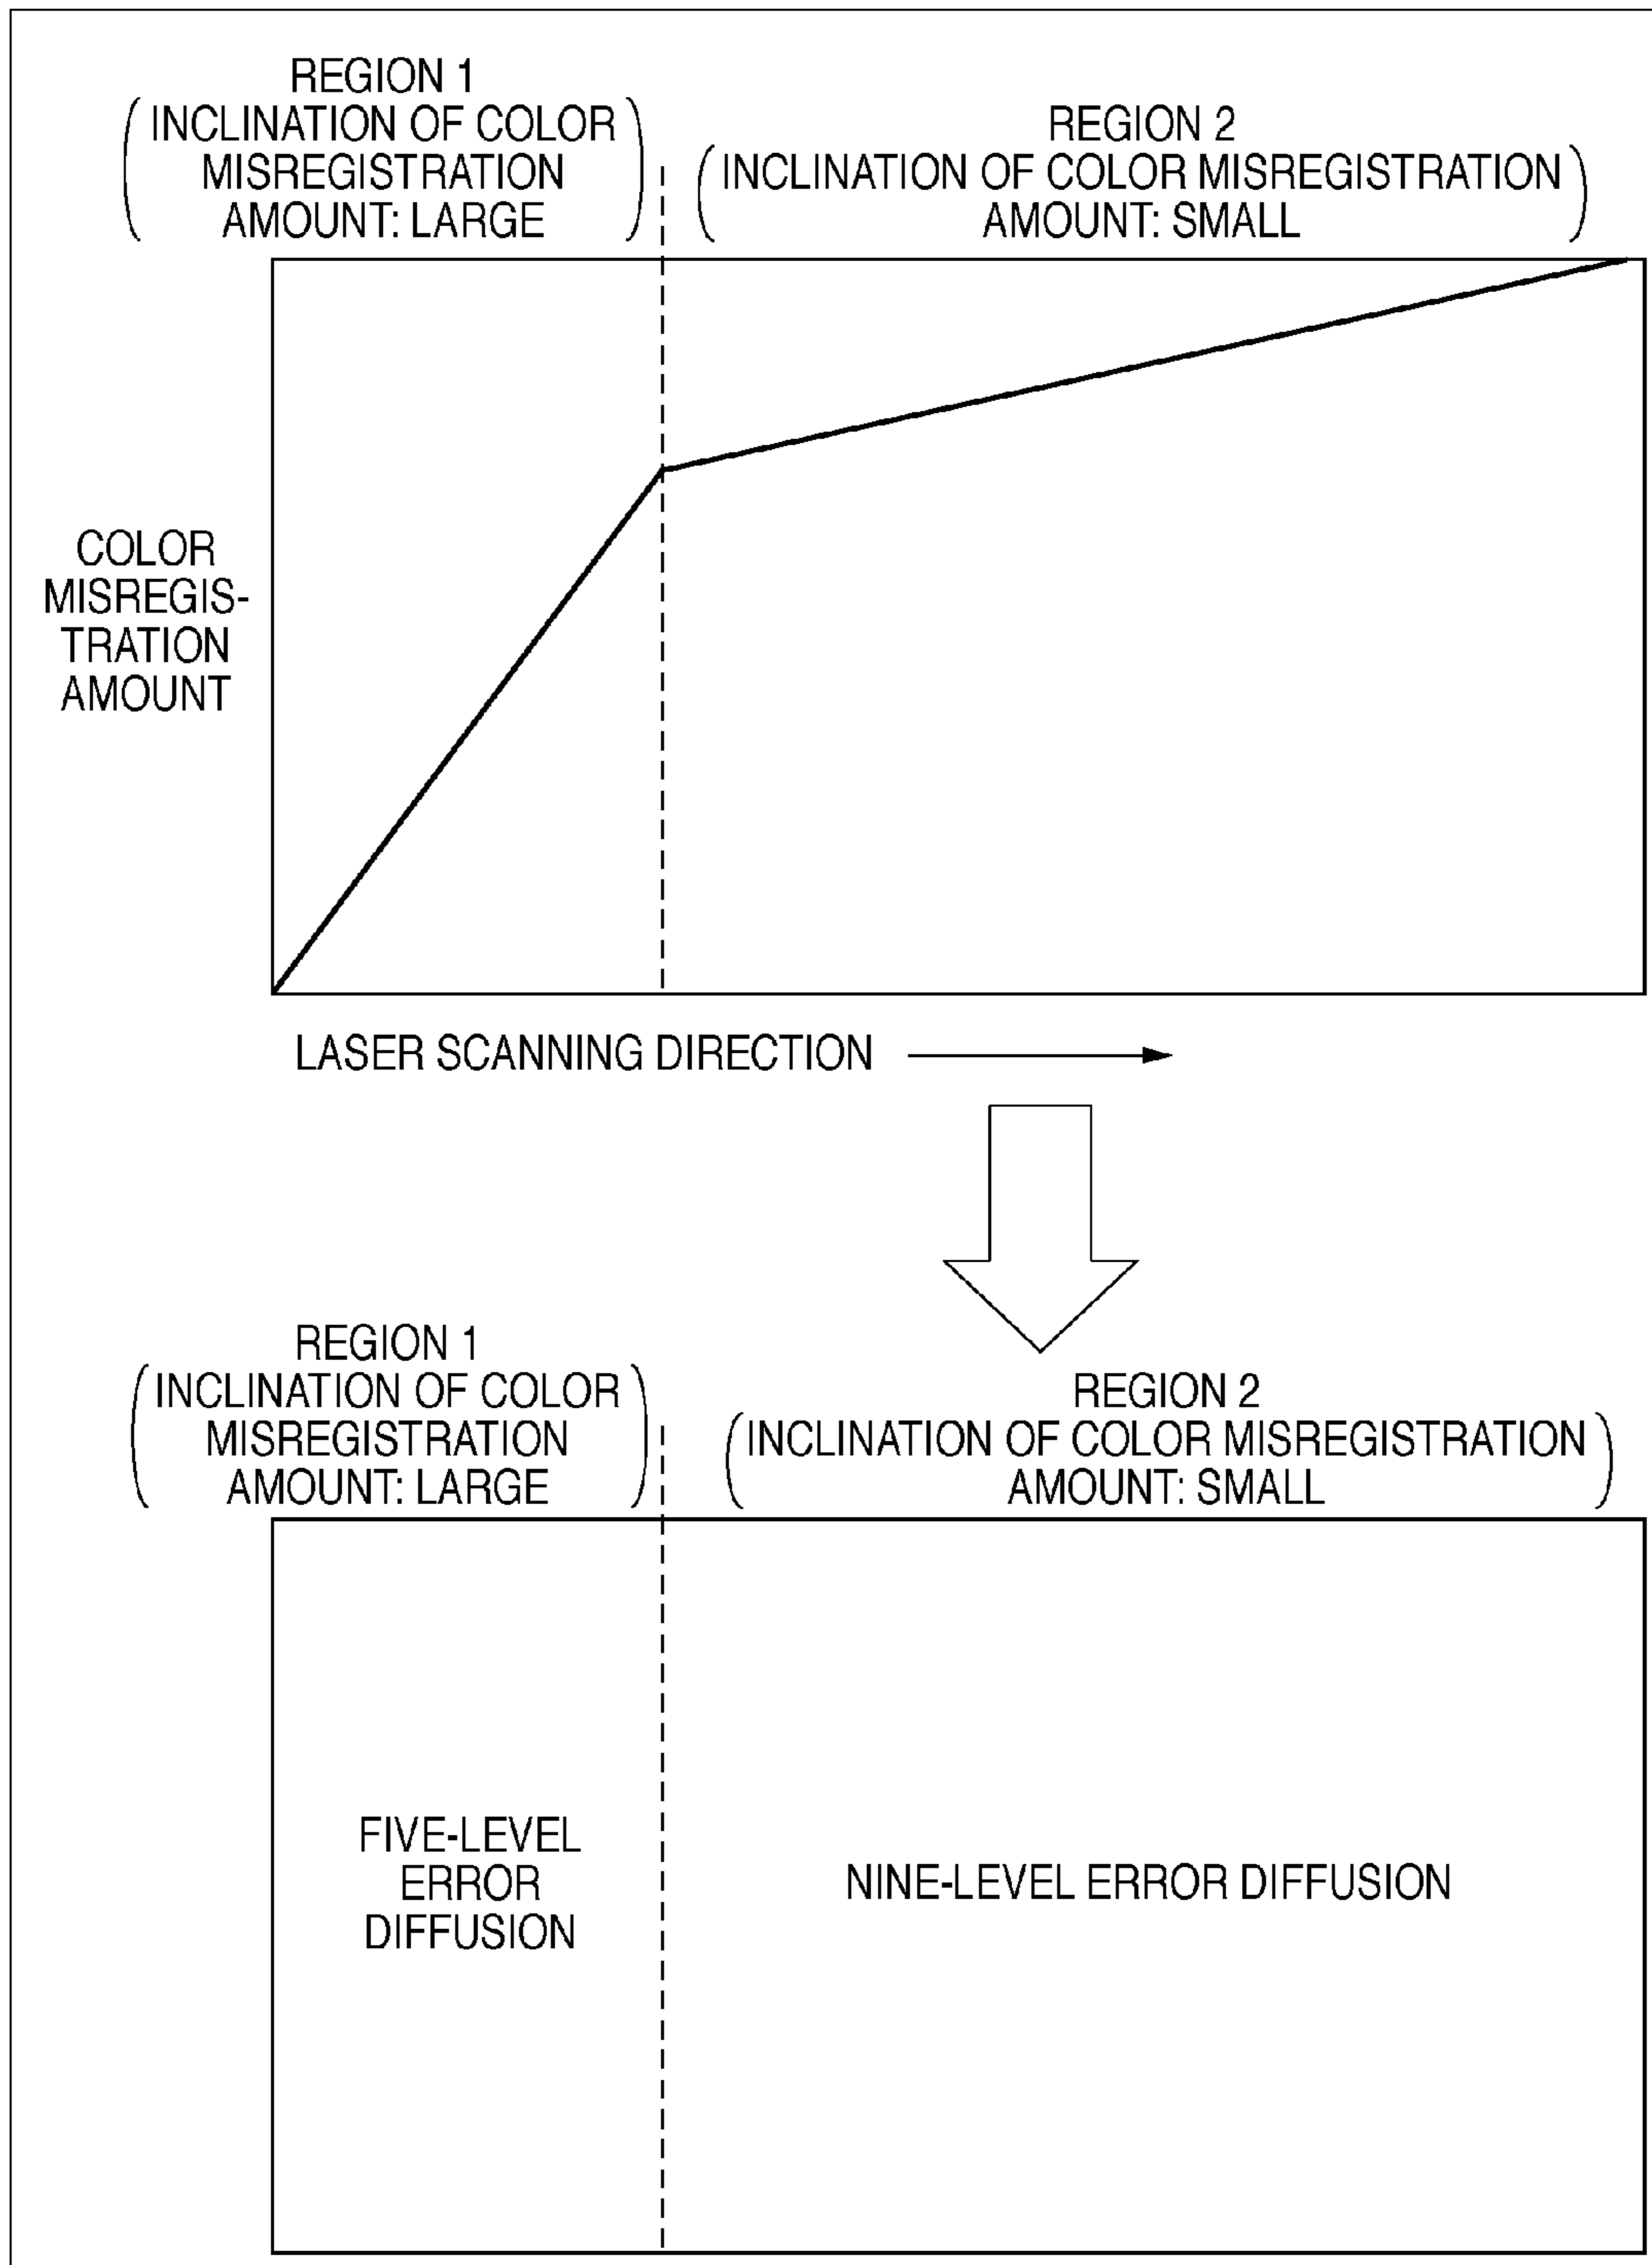 REGION 1
(INCLINATION OF COLOR
MISREGISTRATION
AMOUNT: LARGE)
REGION 2
(INCLINATION OF COLOR MISREGISTRATION
AMOUNT: SMALL)
COLOR
MISREGIS-
TRATION
AMOUNT
LASER SCANNING DIRECTION
REGION 1
(INCLINATION OF COLOR
MISREGISTRATION
AMOUNT: LARGE)
REGION 2
(INCLINATION OF COLOR MISREGISTRATION
AMOUNT: SMALL)
FIVE-LEVEL
ERROR
DIFFUSION
NINE-LEVEL ERROR DIFFUSION